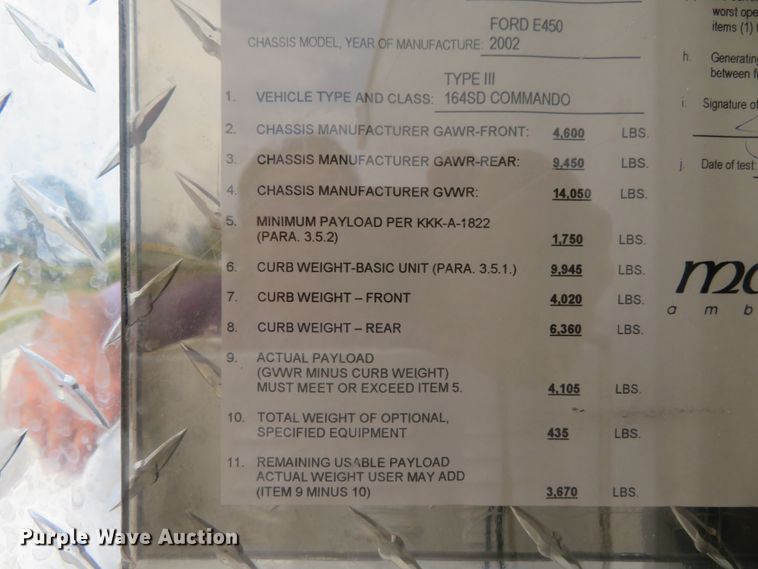 FORD E450
CHASSIS MODEL, YEAR OF MANUFACTURE: 2002
TYPE III
1. VEHICLE TYPE AND CLASS: 164SD COMMANDO
2. CHASSIS MANUFACTURER GAWR-FRONT: 4,600 LBS.
3. CHASSIS MANUFACTURER GAWR-REAR: 9,450 LBS.
4. CHASSIS MANUFACTURER GVWR: 14,050 LBS.
5. MINIMUM PAYLOAD PER KKK-A-1822
(PARA. 3.5.2) 1,750 LBS.
6. CURB WEIGHT-BASIC UNIT (PARA. 3.5.1.) 9,945 LBS.
7. CURB WEIGHT – FRONT 4,020 LBS.
8. CURB WEIGHT – REAR 6,360 LBS.
9. ACTUAL PAYLOAD
(GVWR MINUS CURB WEIGHT)
MUST MEET OR EXCEED ITEM 5. 4,105 LBS.
10. TOTAL WEIGHT OF OPTIONAL,
SPECIFIED EQUIPMENT 435 LBS.
11. REMAINING USABLE PAYLOAD
ACTUAL WEIGHT USER MAY ADD
(ITEM 9 MINUS 10) 3,670 LBS.
worst ope
items (1)
h. Generating
between f
i. Signature of
j. Date of test:
amb
Purple Wave Auction